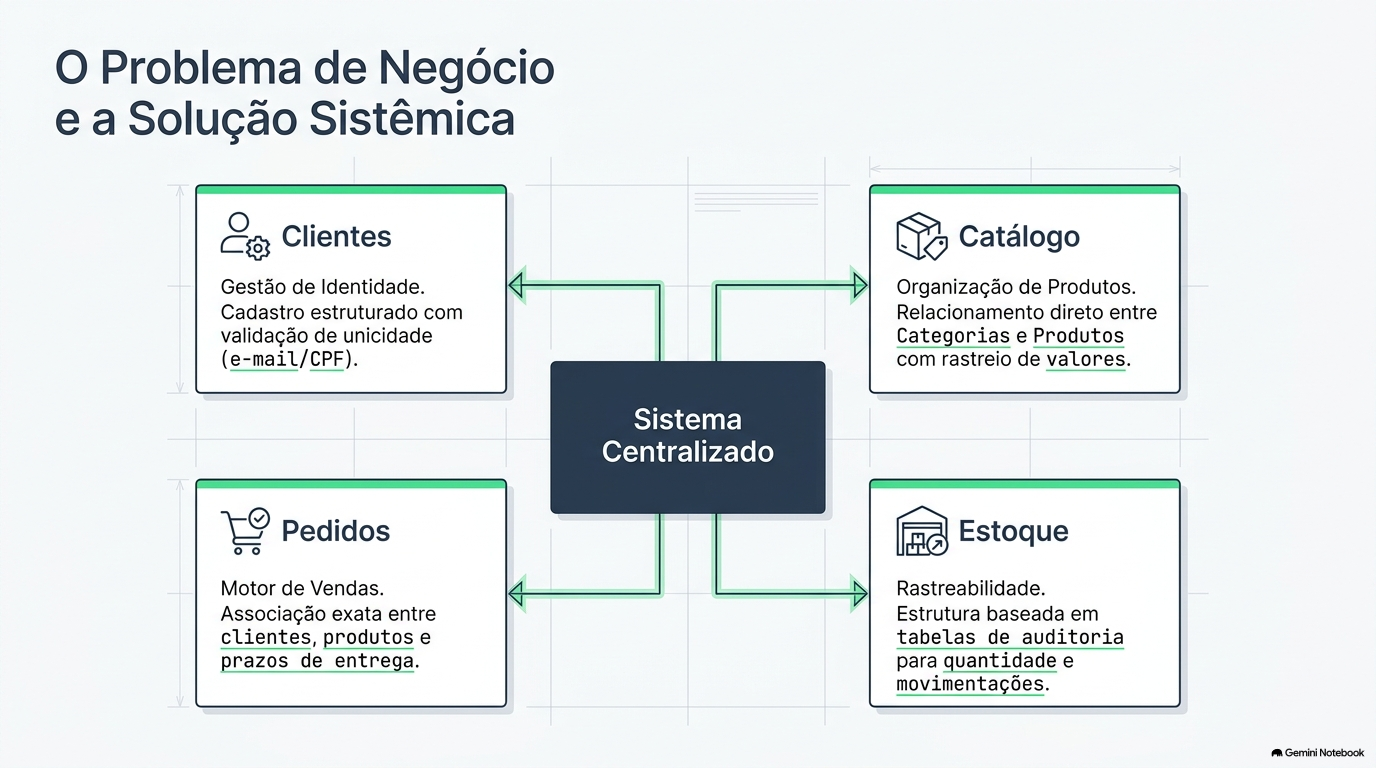 O Problema de Negócio
e a Solução Sistêmica
Clientes
Gestão de Identidade.
Cadastro estruturado com
validação de unicidade
(e-mail/CPF).
Catálogo
Organização de Produtos.
Relacionamento direto entre
Categorias e Produtos
com rastreio de valores.
Sistema
Centralizado
Pedidos
Motor de Vendas.
Associação exata entre
clientes, produtos e
prazos de entrega.
Estoque
Rastreabilidade.
Estrutura baseada em
tabelas de auditoria
para quantidade e
movimentações.
Gemini Notebook